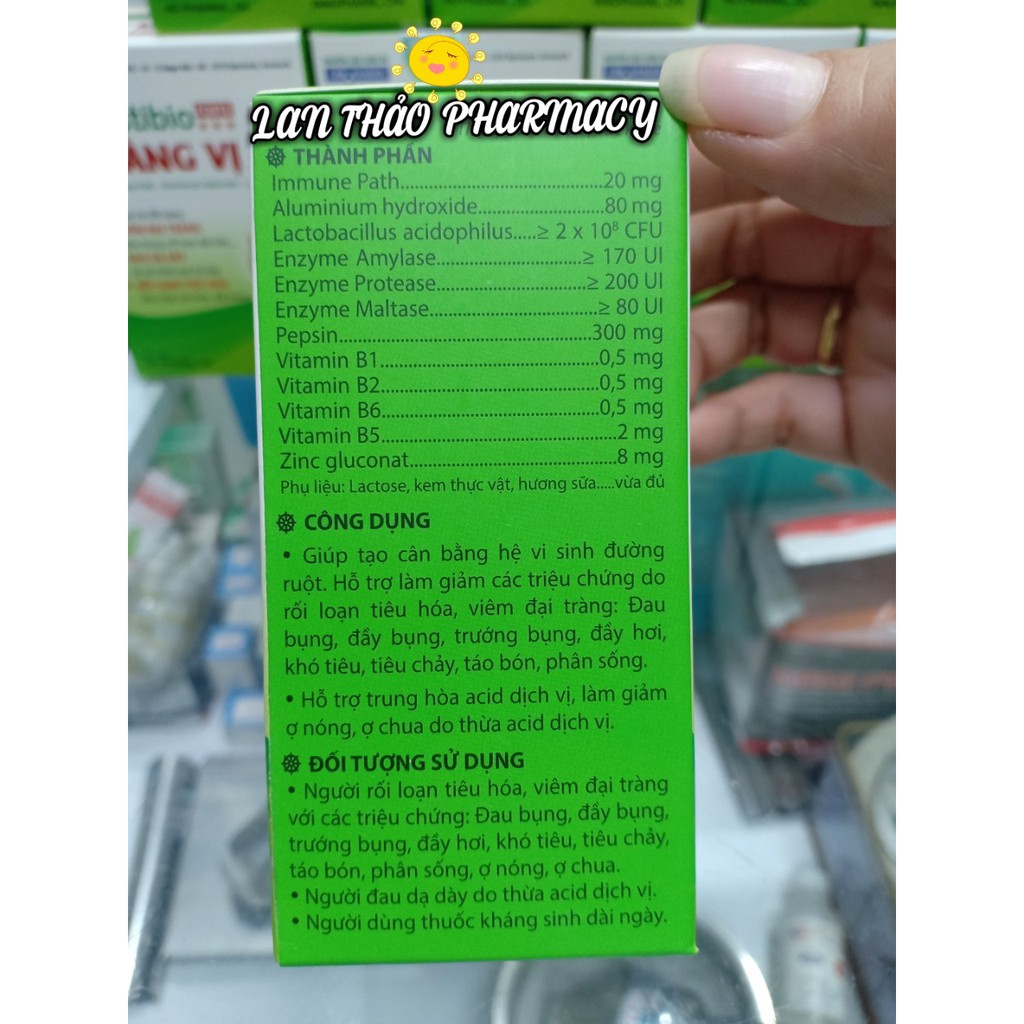 LAN THẢO PHARMACY
tibio
ANG VỊ
THÀNH PHẦN
Immune Path........................................20 mg
Aluminium hydroxide.........................80 mg
Lactobacillus acidophilus.....≥ 2 x 10⁸ CFU
Enzyme Amylase.............................≥ 170 UI
Enzyme Protease.............................≥ 200 UI
Enzyme Maltase.................................≥ 80 UI
Pepsin..................................................300 mg
Vitamin B1...........................................0,5 mg
Vitamin B2...........................................0,5 mg
Vitamin B6...........................................0,5 mg
Vitamin B5..............................................2 mg
Zinc gluconat.........................................8 mg
Phụ liệu: Lactose, kem thực vật, hương sữa.....vừa đủ
CÔNG DỤNG
• Giúp tạo cân bằng hệ vi sinh đường
ruột. Hỗ trợ làm giảm các triệu chứng do
rối loạn tiêu hóa, viêm đại tràng: Đau
bụng, đầy bụng, trướng bụng, đầy hơi,
khó tiêu, tiêu chảy, táo bón, phân sống.
• Hỗ trợ trung hòa acid dịch vị, làm giảm
ợ nóng, ợ chua do thừa acid dịch vị.
ĐỐI TƯỢNG SỬ DỤNG
• Người rối loạn tiêu hóa, viêm đại tràng
với các triệu chứng: Đau bụng, đầy bụng,
trướng bụng, đầy hơi, khó tiêu, tiêu chảy,
táo bón, phân sống, ợ nóng, ợ chua.
• Người đau dạ dày do thừa acid dịch vị.
• Người dùng thuốc kháng sinh dài ngày.